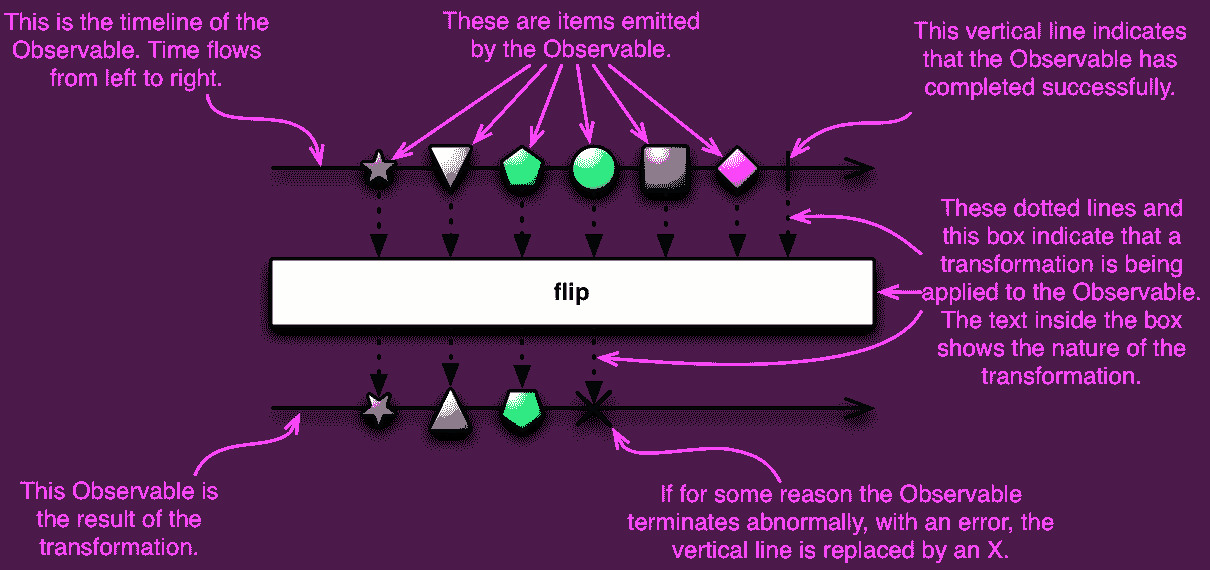 This is the timeline of the
Observable. Time flows
from left to right.
These are items emitted
by the Observable.
This vertical line indicates
that the Observable has
completed successfully.
These dotted lines and
this box indicate that a
transformation is being
applied to the Observable.
The text inside the box
shows the nature of the
transformation.
flip
This Observable is
the result of the
transformation.
If for some reason the Observable
terminates abnormally, with an error, the
vertical line is replaced by an X.